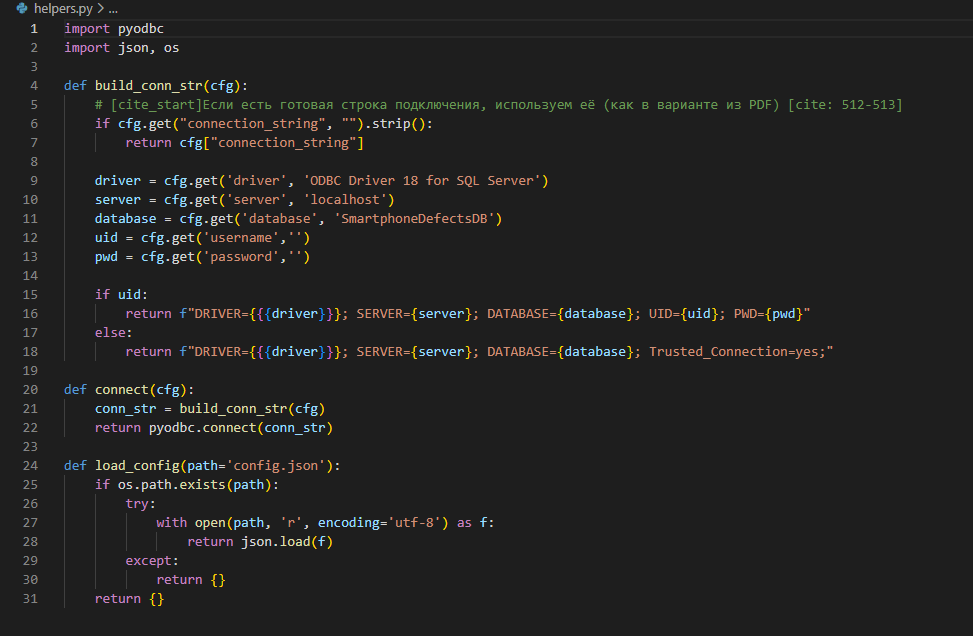 helpers.py > ...
1 import pyodbc
2 import json, os
3
4 def build_conn_str(cfg):
5     # [cite_start]Если есть готовая строка подключения, используем её (как в варианте из PDF) [cite: 512-513]
6     if cfg.get("connection_string", "").strip():
7         return cfg["connection_string"]
8
9     driver = cfg.get('driver', 'ODBC Driver 18 for SQL Server')
10     server = cfg.get('server', 'localhost')
11     database = cfg.get('database', 'SmartphoneDefectsDB')
12     uid = cfg.get('username','')
13     pwd = cfg.get('password','')
14
15     if uid:
16         return f"DRIVER={{{driver}}}; SERVER={server}; DATABASE={database}; UID={uid}; PWD={pwd}"
17     else:
18         return f"DRIVER={{{driver}}}; SERVER={server}; DATABASE={database}; Trusted_Connection=yes;"
19
20 def connect(cfg):
21     conn_str = build_conn_str(cfg)
22     return pyodbc.connect(conn_str)
23
24 def load_config(path='config.json'):
25     if os.path.exists(path):
26         try:
27             with open(path, 'r', encoding='utf-8') as f:
28                 return json.load(f)
29         except:
30             return {}
31     return {}